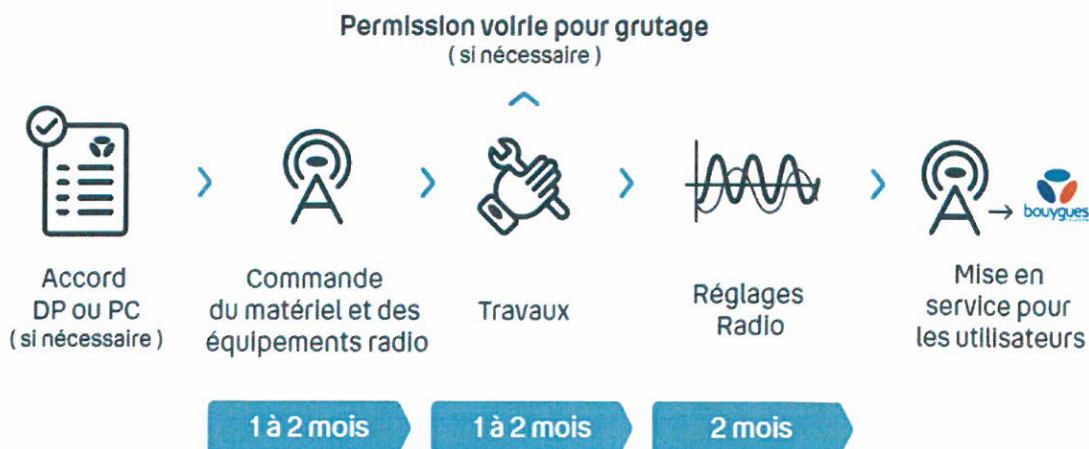 Permission voirie pour grutage
( si nécessaire )
Accord
DP ou PC
( si nécessaire )
Commande
du matériel et des
équipements radio
Travaux
Réglages
Radio
bouygues
Mise en
service pour
les utilisateurs
1 à 2 mois
1 à 2 mois
2 mois